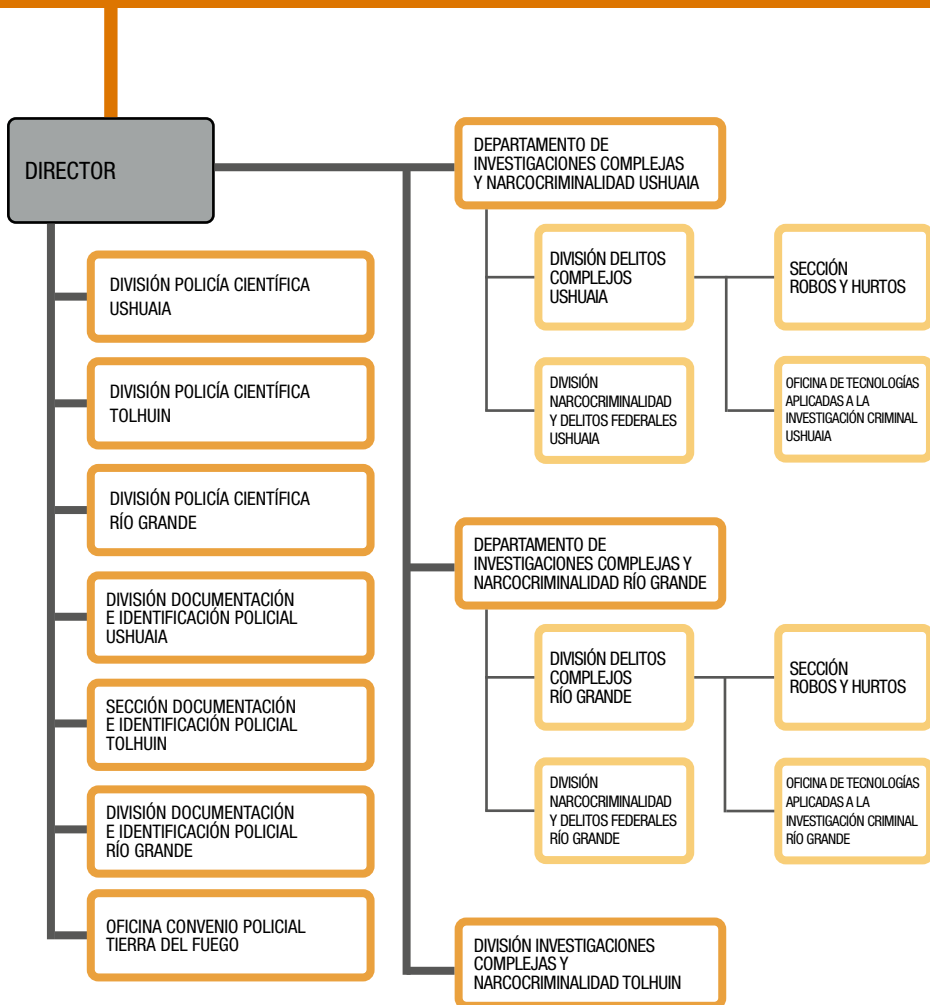 DIRECTOR
DIVISIÓN POLICÍA CIENTÍFICA
USHUAIA
DIVISIÓN POLICÍA CIENTÍFICA
TOLHUIN
DIVISIÓN POLICÍA CIENTÍFICA
RÍO GRANDE
DIVISIÓN DOCUMENTACIÓN
E IDENTIFICACIÓN POLICIAL
USHUAIA
SECCIÓN DOCUMENTACIÓN
E IDENTIFICACIÓN POLICIAL
TOLHUIN
DIVISIÓN DOCUMENTACIÓN
E IDENTIFICACIÓN POLICIAL
RÍO GRANDE
OFICINA CONVENIO POLICIAL
TIERRA DEL FUEGO
DEPARTAMENTO DE
INVESTIGACIONES COMPLEJAS
Y NARCOCRIMINALIDAD USHUAIA
DIVISIÓN DELITOS
COMPLEJOS
USHUAIA
SECCIÓN
ROBOS Y HURTOS
DIVISIÓN
NARCOCRIMINALIDAD
Y DELITOS FEDERALES
USHUAIA
OFICINA DE TECNOLOGÍAS
APLICADAS A LA
INVESTIGACIÓN CRIMINAL
USHUAIA
DEPARTAMENTO DE
INVESTIGACIONES COMPLEJAS Y
NARCOCRIMINALIDAD RÍO GRANDE
DIVISIÓN DELITOS
COMPLEJOS
RÍO GRANDE
SECCIÓN
ROBOS Y HURTOS
DIVISIÓN
NARCOCRIMINALIDAD
Y DELITOS FEDERALES
RÍO GRANDE
OFICINA DE TECNOLOGÍAS
APLICADAS A LA
INVESTIGACIÓN CRIMINAL
RÍO GRANDE
DIVISIÓN INVESTIGACIONES
COMPLEJAS Y
NARCOCRIMINALIDAD TOLHUIN